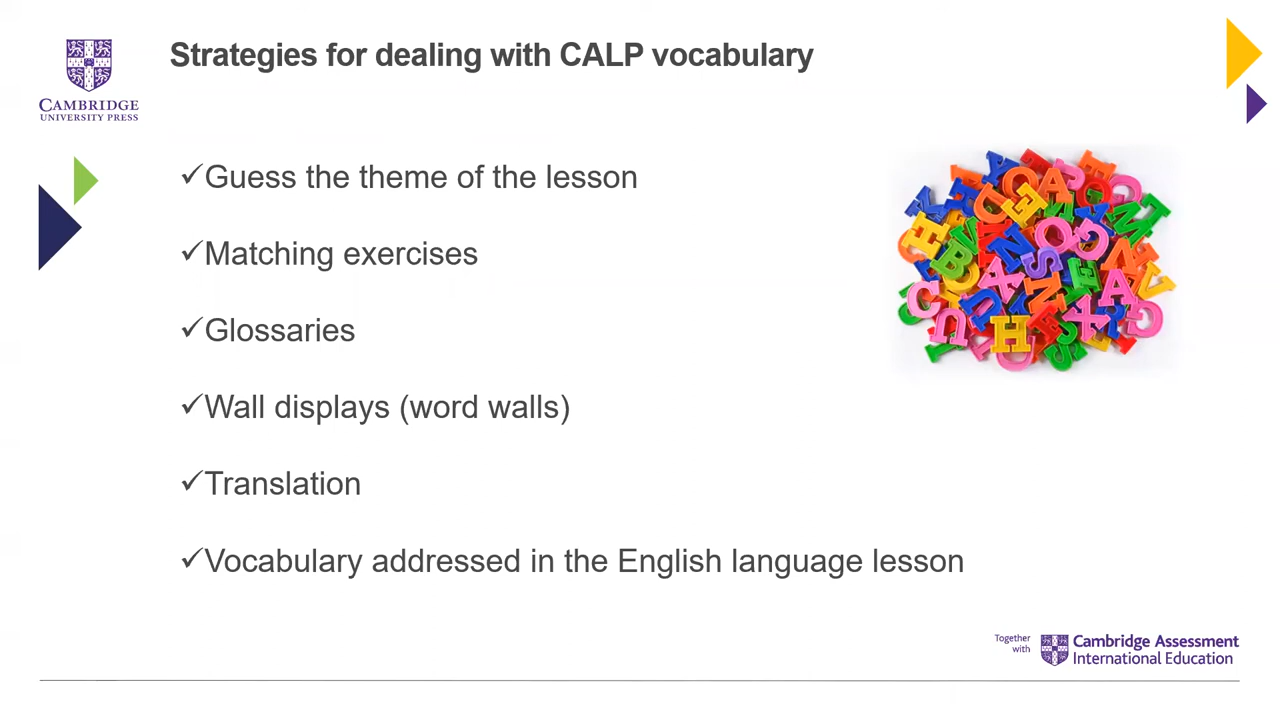 Strategies for dealing with CALP vocabulary
CAMBRIDGE
UNIVERSITY PRESS
✓Guess the theme of the lesson
✓Matching exercises
✓Glossaries
✓Wall displays (word walls)
✓Translation
✓Vocabulary addressed in the English language lesson
Together
with
Cambridge Assessment
International Education